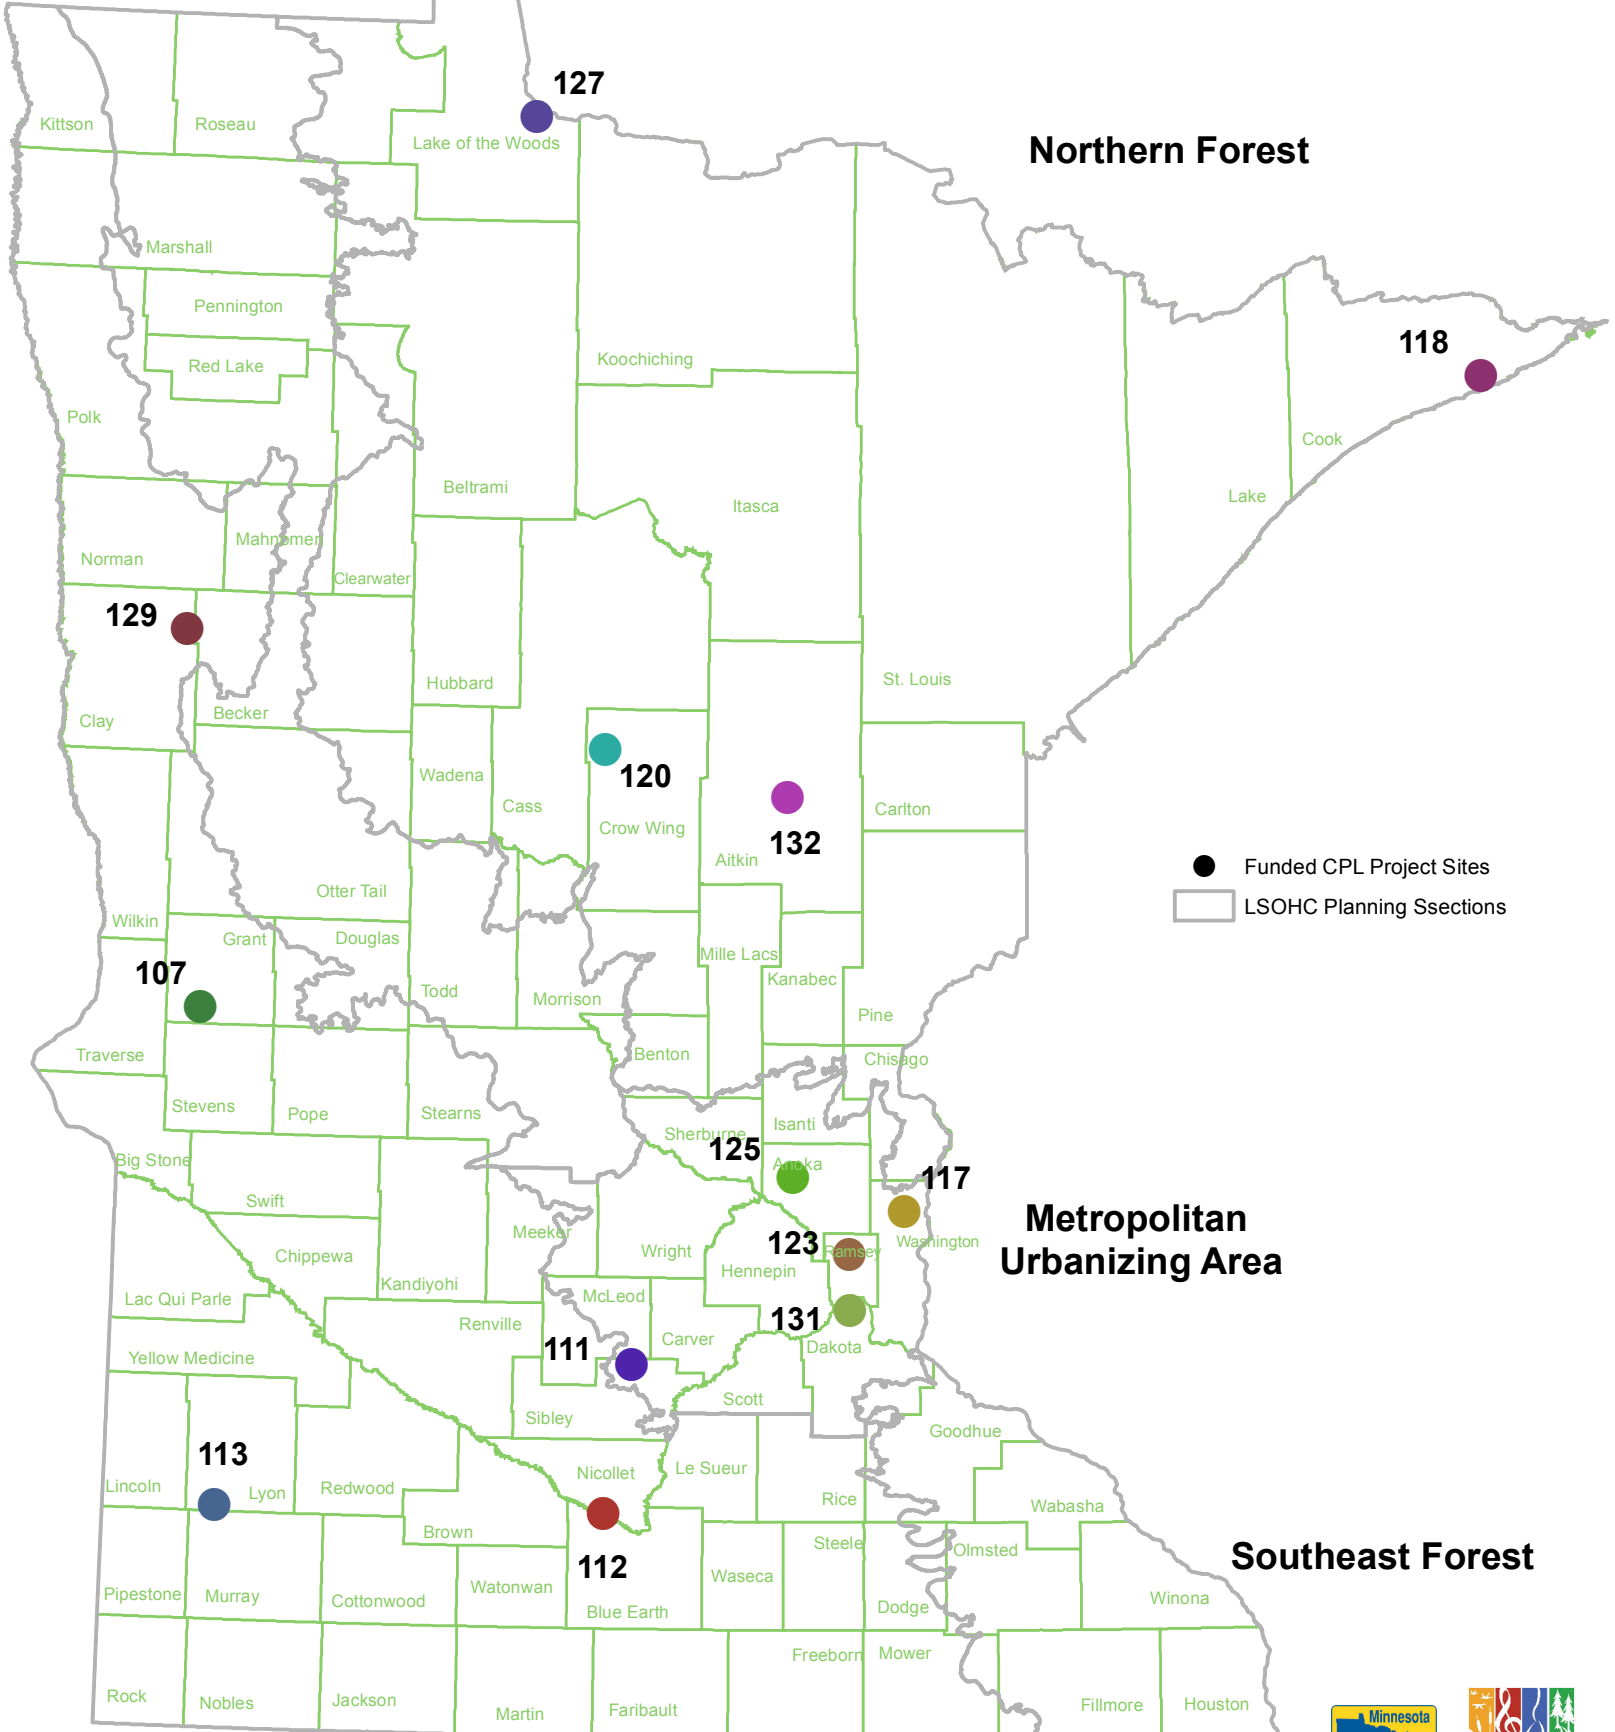 127
Kittson
Roseau
Lake of the Woods
Northern Forest
Marshall
Pennington
118
Koochiching
Red Lake
Polk
Cook
Beltrami
Lake
Itasca
Mahnomen
Norman
Clearwater
129
St. Louis
Hubbard
Becker
Clay
120
Wadena
Cass
Carlton
Crow Wing
132
Aitkin
Funded CPL Project Sites
Otter Tail
LSOHC Planning Ssections
Wilkin
Grant
Douglas
Mille Lacs
107
Kanabec
Todd
Morrison
Pine
Traverse
Benton
Chisago
Stevens
Pope
Stearns
Isanti
Sherburne
125
Big Stone
Anoka
117
Swift
Metropolitan
Urbanizing Area
Meeker
123
Washington
Wright
Ramsey
Chippewa
Hennepin
Kandiyohi
McLeod
Lac Qui Parle
131
Renville
111
Carver
Dakota
Yellow Medicine
Scott
Sibley
Goodhue
113
Le Sueur
Nicollet
Lincoln
Lyon
Redwood
Rice
Wabasha
Brown
Steele
Olmsted
Southeast Forest
112
Waseca
Watonwan
Pipestone
Murray
Cottonwood
Winona
Dodge
Blue Earth
Freeborn
Mower
Rock
Nobles
Jackson
Fillmore
Houston
Faribault
Martin
Minnesota